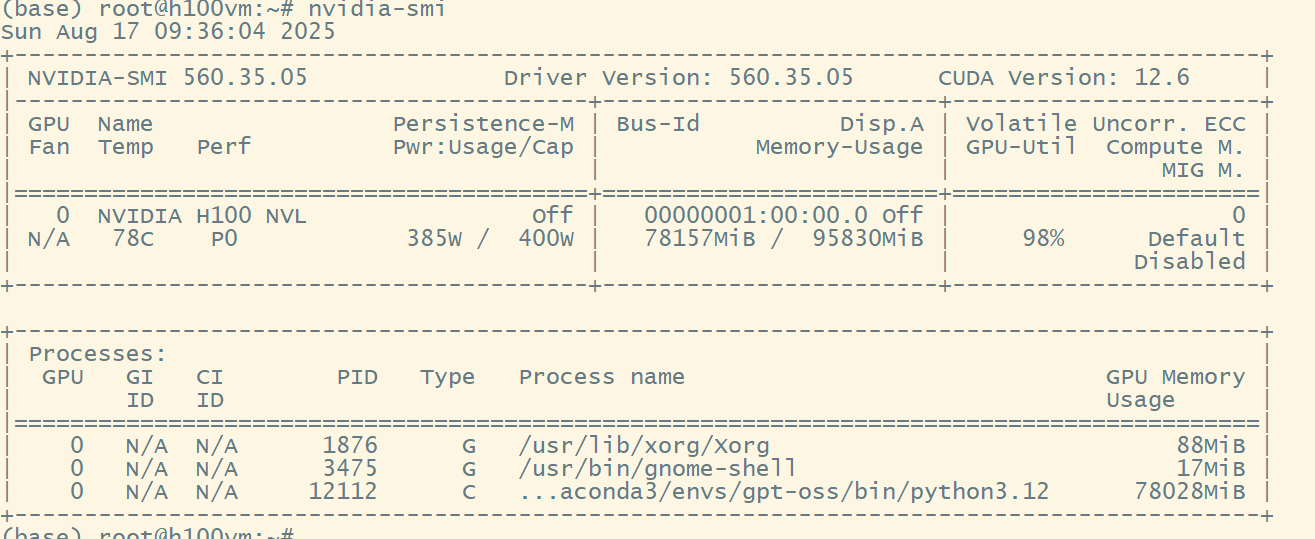 (base) root@h100vm:~# nvidia-smi
Sun Aug 17 09:36:04 2025
+-----------------------------------------------------------------------------------------+
| NVIDIA-SMI 560.35.05              Driver Version: 560.35.05      CUDA Version: 12.6     |
|-----------------------------------------+------------------------+----------------------+
| GPU  Name                 Persistence-M | Bus-Id          Disp.A | Volatile Uncorr. ECC |
| Fan  Temp   Perf          Pwr:Usage/Cap |           Memory-Usage | GPU-Util  Compute M. |
|                                         |                        |               MIG M. |
|=========================================+========================+======================|
|   0  NVIDIA H100 NVL                Off |   00000001:00:00.0 Off |                    0 |
| N/A   78C    P0            385W /  400W |   78157MiB /  95830MiB |     98%      Default |
|                                         |                        |             Disabled |
+-----------------------------------------+------------------------+----------------------+

+-----------------------------------------------------------------------------------------+
| Processes:                                                                              |
|  GPU   GI   CI        PID   Type   Process name                              GPU Memory |
|        ID   ID                                                               Usage      |
|=========================================================================================|
|    0   N/A  N/A      1876      G   /usr/lib/xorg/Xorg                             88MiB |
|    0   N/A  N/A      3475      G   /usr/bin/gnome-shell                           17MiB |
|    0   N/A  N/A     12112      C   ...aconda3/envs/gpt-oss/bin/python3.12      78028MiB |
+-----------------------------------------------------------------------------------------+
(base) root@h100vm:~#